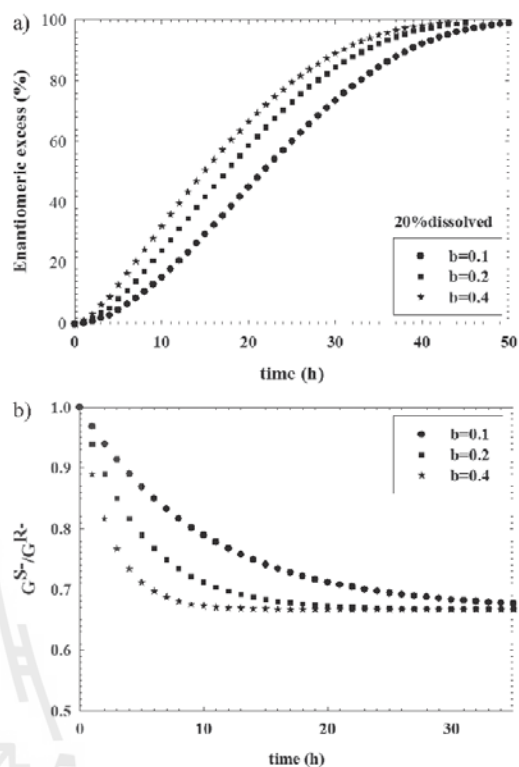 a)
Enantiomeric excess (%)
100
80
60
40
20
0
20%dissolved
b=0.1
b=0.2
b=0.4
0 10 20 30 40 50
time (h)
b)
G^S-/G^R-
1.0
0.9
0.8
0.7
0.6
0.5
b=0.1
b=0.2
b=0.4
0 10 20 30
time (h)